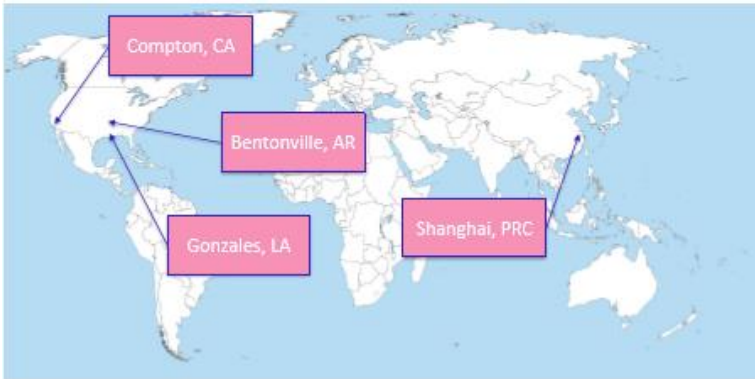 Compton, CA
Bentonville, AR
Shanghai, PRC
Gonzales, LA